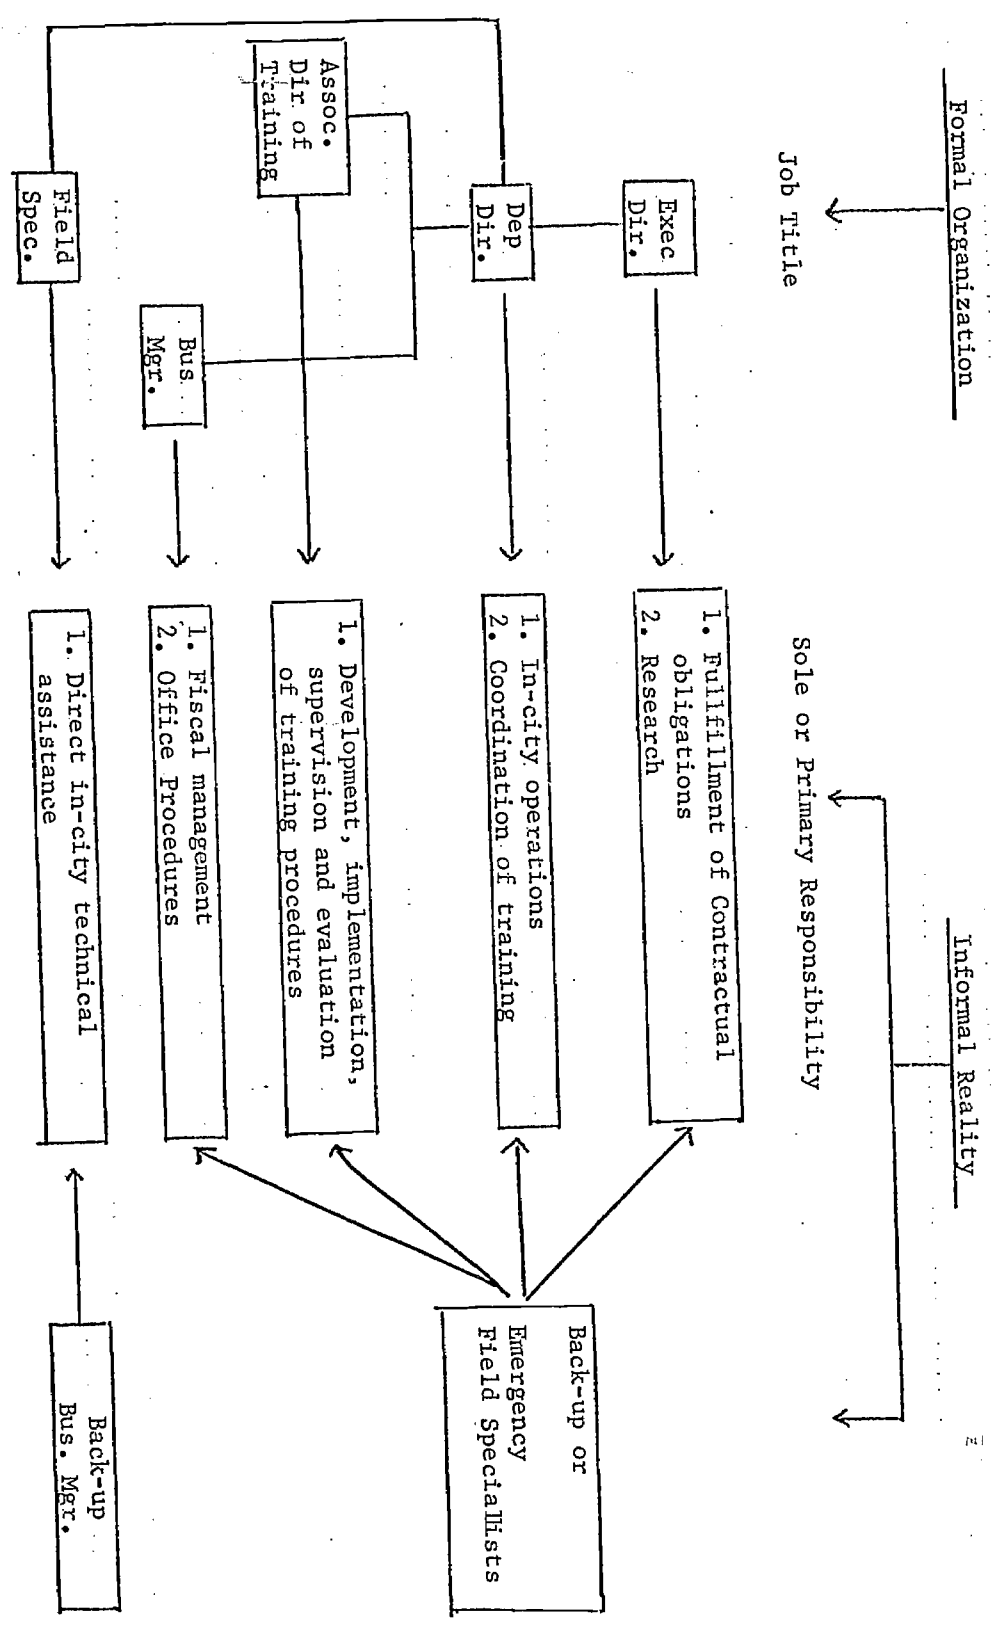 Formal Organization
Informal Reality
Job Title
Sole or Primary Responsibility
Exec
Dir.
1. Fullfillment of Contractual
obligations
2. Research
Dep
Dir.
1. In-city operations
2. Coordination of training
Back-up or
Emergency
Field Specialists
Assoc.
Dir of
Training
1. Development, implementation,
supervision and evaluation
of training procedures
Bus
Mgr.
1. Fiscal management
2. Office Procedures
Field
Spec.
1. Direct in-city technical
assistance
Back-up
Bus. Mgr.